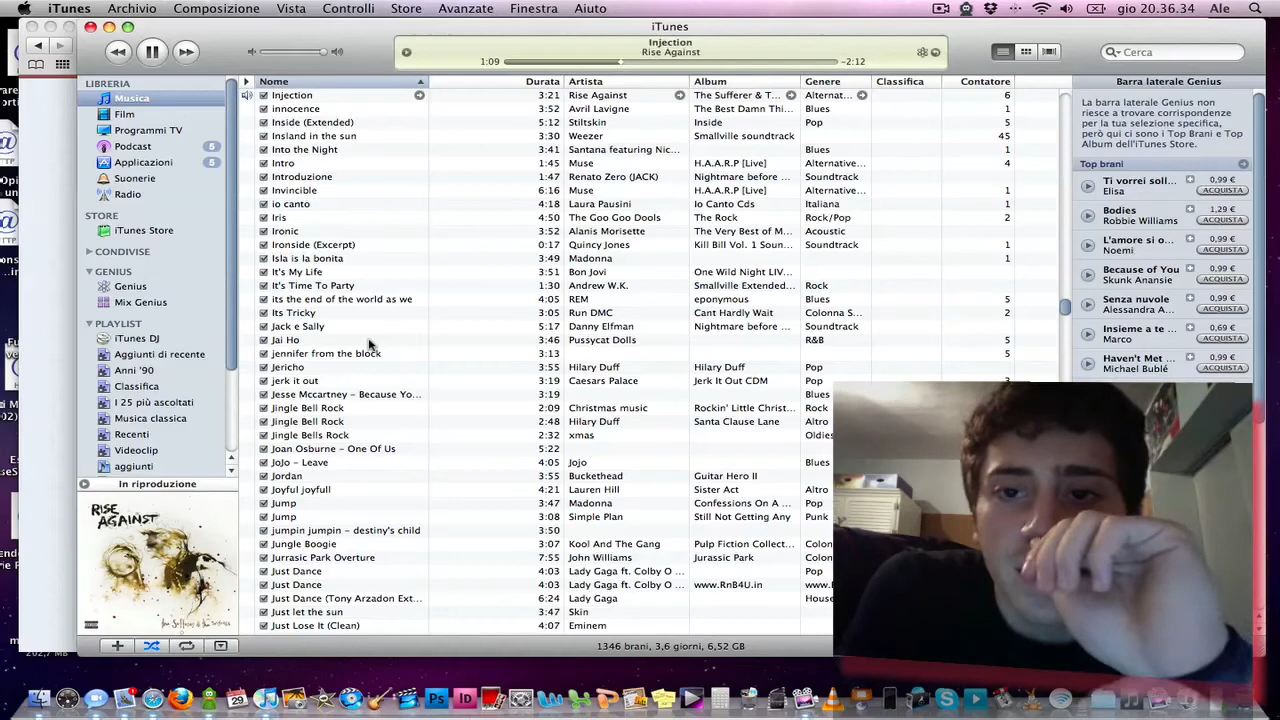 iTunes Archivio Composizione Vista Controlli Store Avanzate Finestra Aiuto gio 20.36.34 Ale
iTunes
Injection
Rise Against
1:09 -2:12
Cerca
LIBRERIA
Musica
Film
Programmi TV
Podcast 5
Applicazioni 5
Suonerie
Radio
STORE
iTunes Store
CONDIVISE
GENIUS
Genius
Mix Genius
PLAYLIST
iTunes DJ
Aggiunti di recente
Anni '90
Classifica
I 25 più ascoltati
Musica classica
Recenti
Videoclip
aggiunti
In riproduzione
RISE
AGAINST
Nome Durata Artista Album Genere Classifica Contatore
Injection 3:21 Rise Against The Sufferer & T... Alternat... 6
innocence 3:52 Avril Lavigne The Best Damn Thi... Blues 1
Inside (Extended) 5:12 Stiltskin Inside Pop 5
Insland in the sun 3:30 Weezer Smallville soundtrack 45
Into the Night 3:41 Santana featuring Nic... Blues 1
Intro 1:45 Muse H.A.A.R.P [Live] Alternative... 4
Introduzione 1:47 Renato Zero (JACK) Nightmare before ... Soundtrack
Invincible 6:16 Muse H.A.A.R.P [Live] Alternative... 1
io canto 4:18 Laura Pausini Io Canto Cds Italiana 1
Iris 4:50 The Goo Goo Dools The Rock Rock/Pop 2
Ironic 3:52 Alanis Morisette The Very Best of M... Acoustic
Ironside (Excerpt) 0:17 Quincy Jones Kill Bill Vol. 1 Soun... Soundtrack 1
Isla is la bonita 3:49 Madonna 1
It's My Life 3:51 Bon Jovi One Wild Night LIV...
It's Time To Party 1:30 Andrew W.K. Smallville Extended... Rock
its the end of the world as we 4:05 REM eponymous Blues 5
Its Tricky 3:05 Run DMC Cant Hardly Wait Colonna S... 2
Jack e Sally 5:17 Danny Elfman Nightmare before ... Soundtrack
Jai Ho 3:46 Pussycat Dolls R&B 5
jennifer from the block 3:13 5
Jericho 3:55 Hilary Duff Hilary Duff Pop
jerk it out 3:19 Caesars Palace Jerk It Out CDM Pop 3
Jesse Mccartney - Because Yo... 3:19 Blues
Jingle Bell Rock 2:09 Christmas music Rockin' Little Christ... Rock
Jingle Bell Rock 2:48 Hilary Duff Santa Clause Lane Altro
Jingle Bells Rock 2:32 xmas Oldies
Joan Osburne - One Of Us 5:22
JoJo - Leave 4:05 Jojo Blues
Jordan 3:55 Buckethead Guitar Hero II
Joyful joyfull 4:21 Lauren Hill Sister Act Altro
Jump 3:47 Madonna Confessions On A ... Pop
Jump 3:08 Simple Plan Still Not Getting Any Punk
jumpin jumpin - destiny's child 3:50
Jungle Boogie 3:07 Kool And The Gang Pulp Fiction Collect... Colon
Jurrasic Park Overture 7:55 John Williams Jurassic Park Colon
Just Dance 4:03 Lady Gaga ft. Colby O ... Pop
Just Dance 4:03 Lady Gaga ft. Colby O ... www.RnB4U.in www.
Just Dance (Tony Arzadon Ext... 6:24 Lady Gaga House
Just let the sun 3:47 Skin
Just Lose It (Clean) 4:07 Eminem
1346 brani, 3,6 giorni, 6,52 GB
Barra laterale Genius
La barra laterale Genius non
riesce a trovare corrispondenze
per la tua selezione specifica,
però qui ci sono i Top Brani e Top
Album dell'iTunes Store.
Top brani
Ti vorrei soll... 0,99 €
Elisa ACQUISTA
Bodies 1,29 €
Robbie Williams ACQUISTA
L'amore si o... 0,99 €
Noemi ACQUISTA
Because of You 0,99 €
Skunk Anansie ACQUISTA
Senza nuvole 0,99 €
Alessandra A... ACQUISTA
Insieme a te ... 0,69 €
Marco ACQUISTA
Haven't Met ... 0,99 €
Michael Bublé ACQUISTA
29
Ps
ID